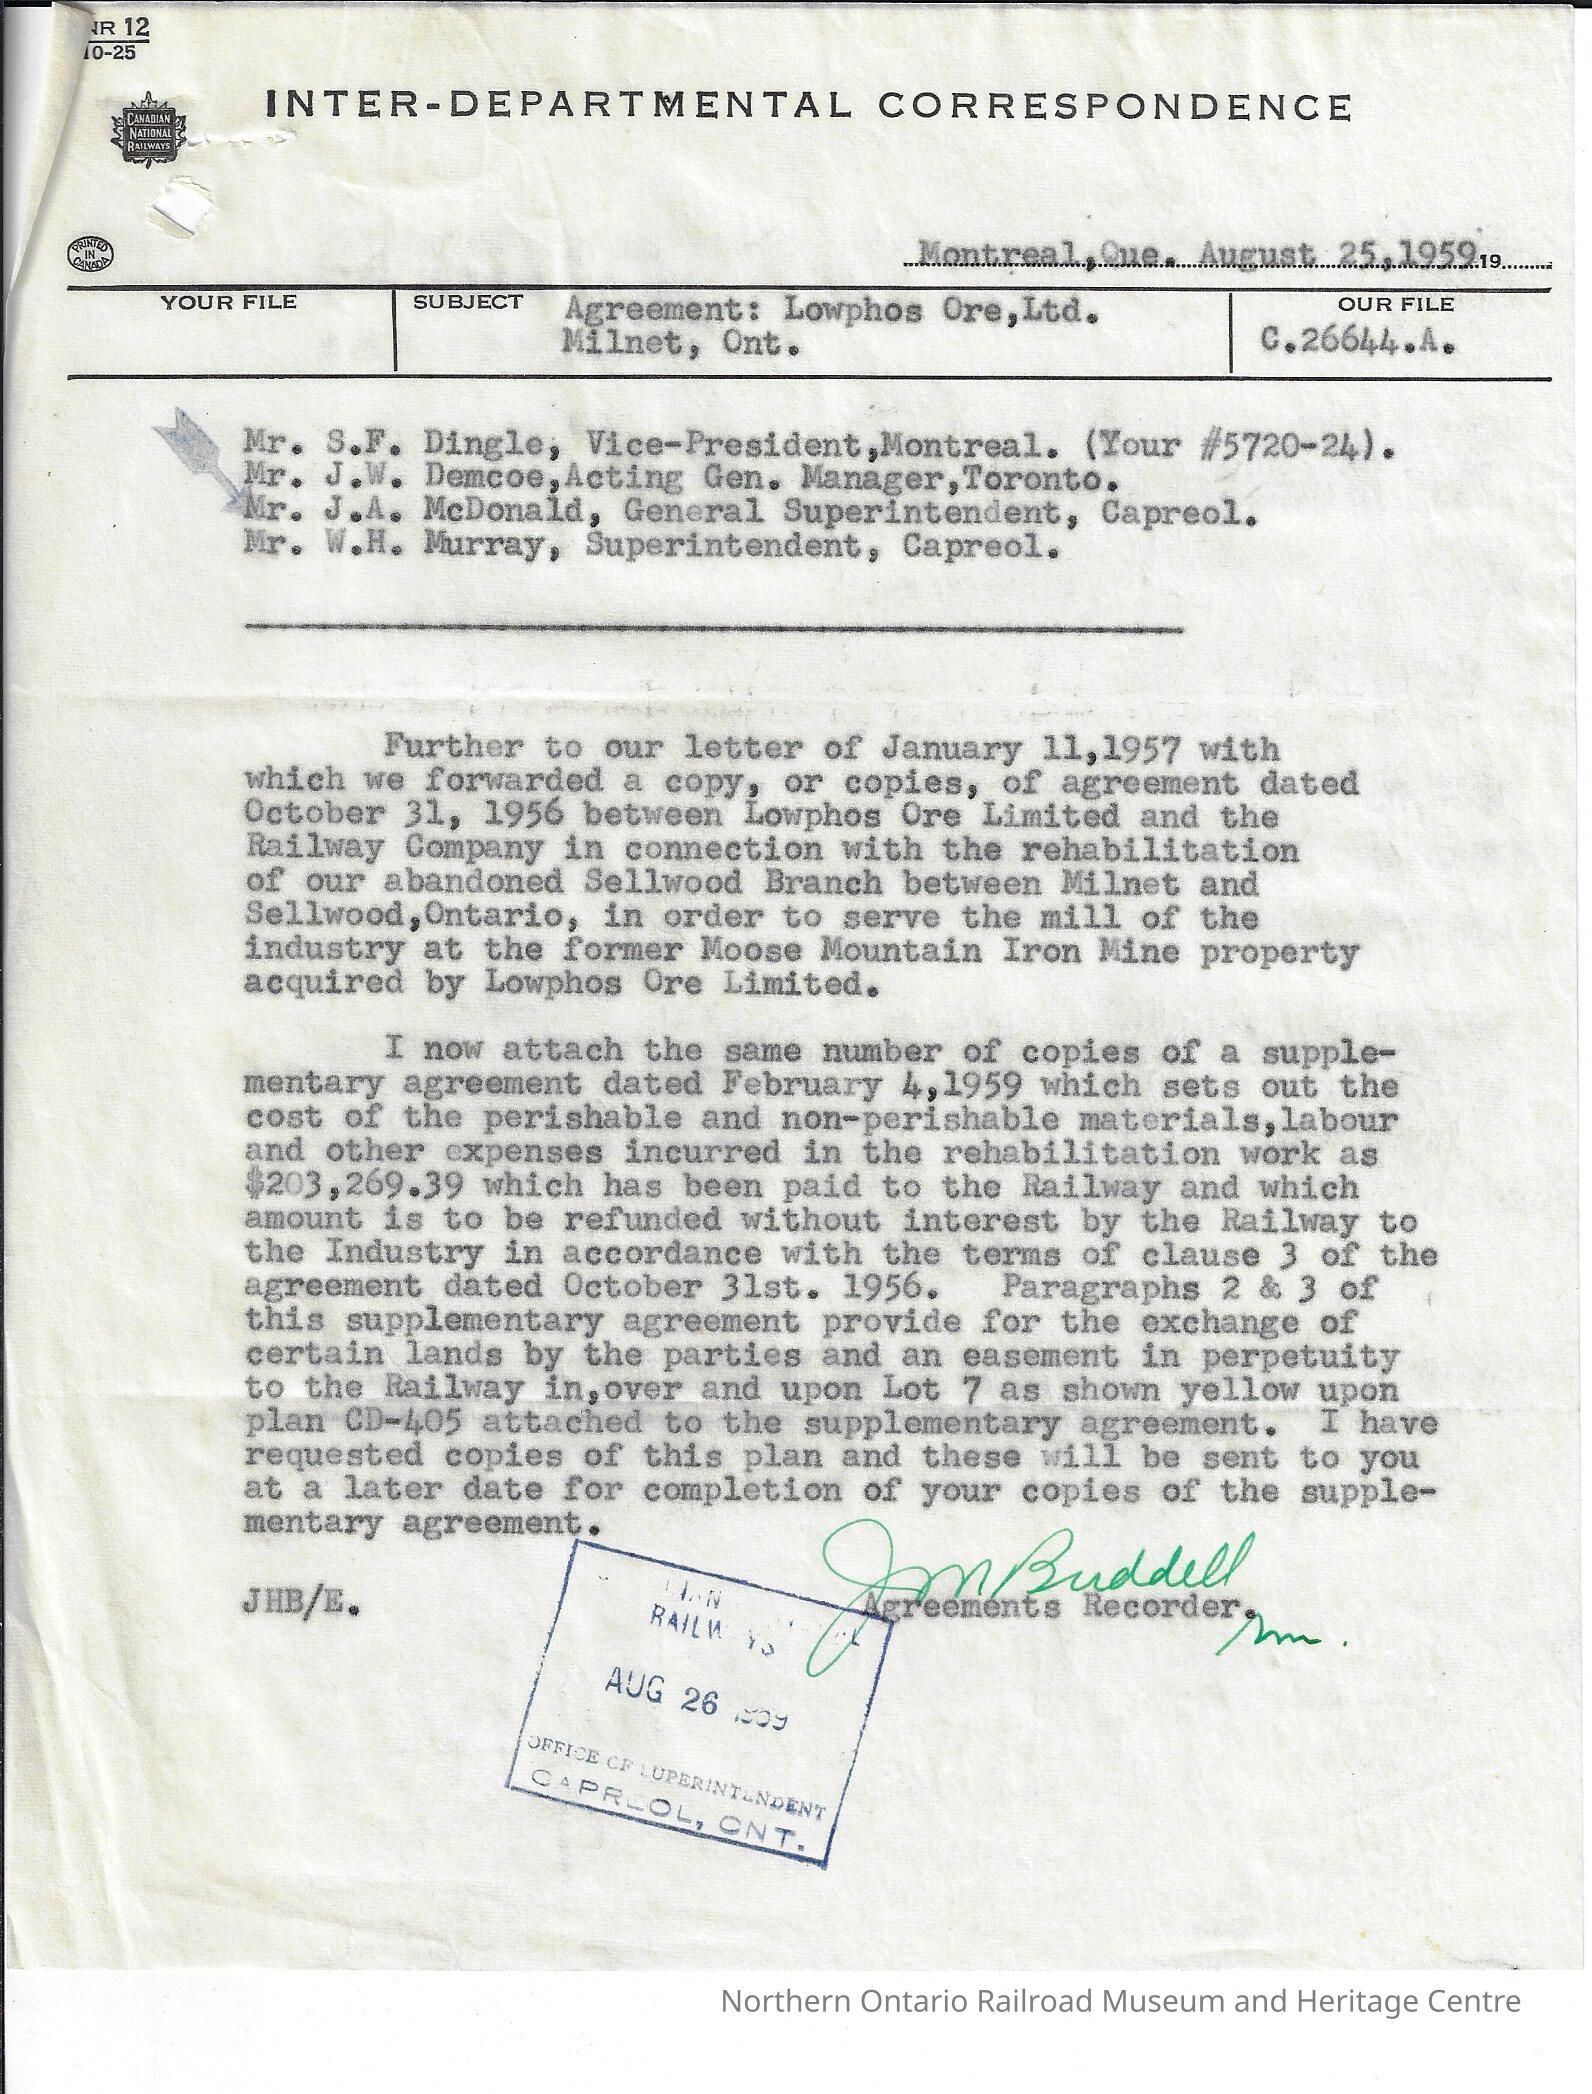 NR 12
10-25
CANADIAN
NATIONAL
RAILWAYS
INTER-DEPARTMENTAL CORRESPONDENCE
PRINTED
IN
CANADA
Montreal,Que. August 25,1959 19
YOUR FILE
SUBJECT
Agreement: Lowphos Ore,Ltd.
Milnet, Ont.
OUR FILE
C.26644.A.
Mr. S.F. Dingle, Vice-President,Montreal. (Your #5720-24).
Mr. J.W. Demcoe,Acting Gen. Manager,Toronto.
Mr. J.A. McDonald, General Superintendent, Capreol.
Mr. W.H. Murray, Superintendent, Capreol.
Further to our letter of January 11,1957 with
which we forwarded a copy, or copies, of agreement dated
October 31, 1956 between Lowphos Ore Limited and the
Railway Company in connection with the rehabilitation
of our abandoned Sellwood Branch between Milnet and
Sellwood,Ontario, in order to serve the mill of the
industry at the former Moose Mountain Iron Mine property
acquired by Lowphos Ore Limited.
I now attach the same number of copies of a supple-
mentary agreement dated February 4,1959 which sets out the
cost of the perishable and non-perishable materials,labour
and other expenses incurred in the rehabilitation work as
$203,269.39 which has been paid to the Railway and which
amount is to be refunded without interest by the Railway to
the Industry in accordance with the terms of clause 3 of the
agreement dated October 31st. 1956. Paragraphs 2 & 3 of
this supplementary agreement provide for the exchange of
certain lands by the parties and an easement in perpetuity
to the Railway in,over and upon Lot 7 as shown yellow upon
plan CD-405 attached to the supplementary agreement. I have
requested copies of this plan and these will be sent to you
at a later date for completion of your copies of the supple-
mentary agreement.
Buddell
JHB/E.
Agreements Recorder.
RAILWAYS
AUG 26 1959
OFFICE OF SUPERINTENDENT
CAPREOL, ONT.
Northern Ontario Railroad Museum and Heritage Centre